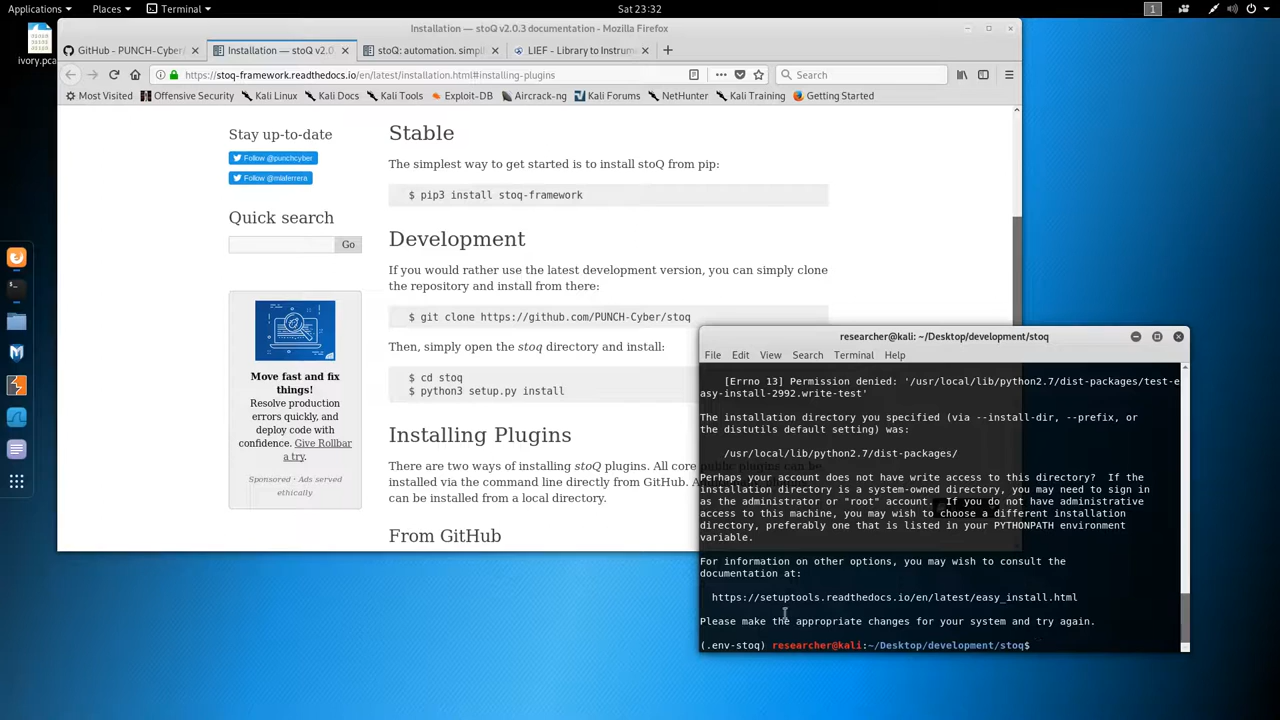 Applications
Places
Terminal
Sat 23:32
1
ivory.pca
Installation — stoQ v2.0.3 documentation - Mozilla Firefox
GitHub - PUNCH-Cyber/
Installation — stoQ v2.0
stoQ: automation. simpli
LIEF - Library to Instrum
https://stoq-framework.readthedocs.io/en/latest/installation.html#installing-plugins
Search
Most Visited
Offensive Security
Kali Linux
Kali Docs
Kali Tools
Exploit-DB
Aircrack-ng
Kali Forums
NetHunter
Kali Training
Getting Started
Stay up-to-date
Follow @punchcyber
Follow @mlaferrera
Quick search
Go
Move fast and fix
things!
Resolve production
errors quickly, and
deploy code with
confidence. Give Rollbar
a try.
Sponsored · Ads served
ethically
Stable
The simplest way to get started is to install stoQ from pip:
$ pip3 install stoq-framework
Development
If you would rather use the latest development version, you can simply clone
the repository and install from there:
$ git clone https://github.com/PUNCH-Cyber/stoq
Then, simply open the stoq directory and install:
$ cd stoq
$ python3 setup.py install
Installing Plugins
There are two ways of installing stoQ plugins. All core public plugins can be
installed via the command line directly from GitHub. A
can be installed from a local directory.
From GitHub
researcher@kali: ~/Desktop/development/stoq
File Edit View Search Terminal Help
[Errno 13] Permission denied: '/usr/local/lib/python2.7/dist-packages/test-e
asy-install-2992.write-test'
The installation directory you specified (via --install-dir, --prefix, or
the distutils default setting) was:
/usr/local/lib/python2.7/dist-packages/
Perhaps your account does not have write access to this directory?  If the
installation directory is a system-owned directory, you may need to sign in
as the administrator or "root" account.  If you do not have administrative
access to this machine, you may wish to choose a different installation
directory, preferably one that is listed in your PYTHONPATH environment
variable.
For information on other options, you may wish to consult the
documentation at:
https://setuptools.readthedocs.io/en/latest/easy_install.html
Please make the appropriate changes for your system and try again.
(.env-stoq) researcher@kali:~/Desktop/development/stoq$